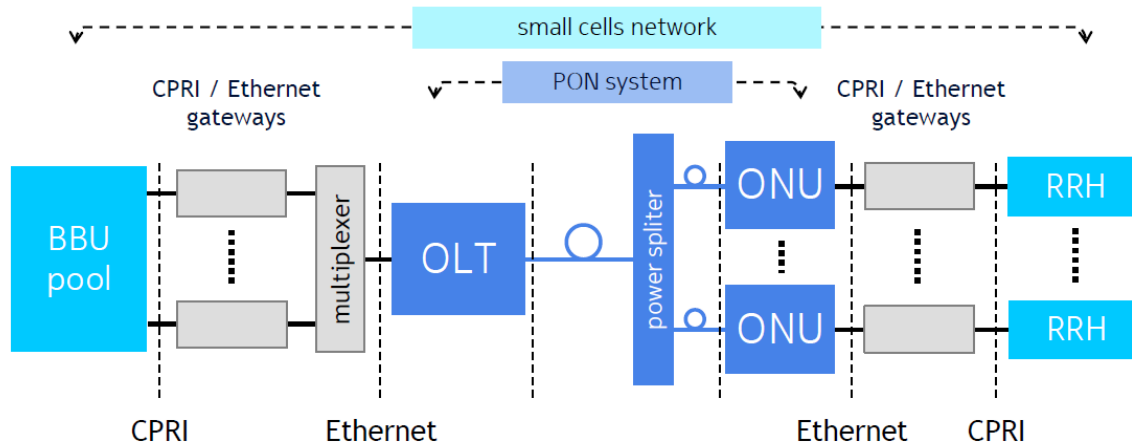 small cells network
PON system
CPRI / Ethernet
gateways
CPRI / Ethernet
gateways
BBU
pool
multiplexer
OLT
power spliter
ONU
RRH
ONU
RRH
CPRI
Ethernet
Ethernet
CPRI